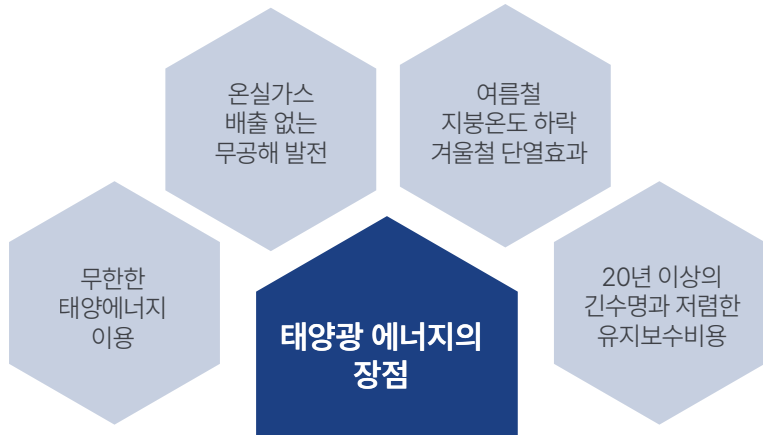 온실가스
배출 없는
무공해 발전
여름철
지붕온도 하락
겨울철 단열효과
무한한
태양에너지
이용
20년 이상의
긴수명과 저렴한
유지보수비용
태양광 에너지의
장점